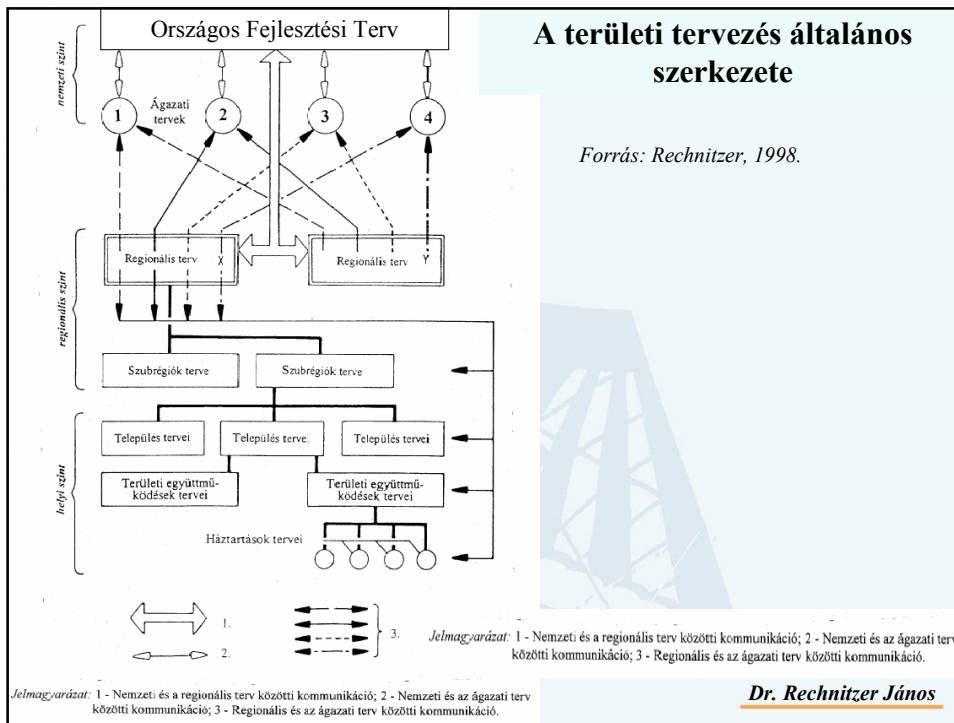 Országos Fejlesztési Terv
A területi tervezés általános
szerkezete
Forrás: Rechnitzer, 1998.
nemzeti szint
1
Ágazati
tervek
2
3
4
regionális szint
Regionális terv X
Regionális terv Y
Szubrégiók terve
Szubrégiók terve
helyi szint
Település tervei
Település terve
Település tervei
Területi együttmű-
ködések tervei
Területi együttmű-
ködések tervei
Háztartások tervei
1.
2.
3.
Jelmagyarázat: 1 - Nemzeti és a regionális terv közötti kommunikáció; 2 - Nemzeti és az ágazati terv
közötti kommunikáció; 3 - Regionális és az ágazati terv közötti kommunikáció.
Jelmagyarázat: 1 - Nemzeti és a regionális terv közötti kommunikáció; 2 - Nemzeti és az ágazati terv
közötti kommunikáció; 3 - Regionális és az ágazati terv közötti kommunikáció.
Dr. Rechnitzer János